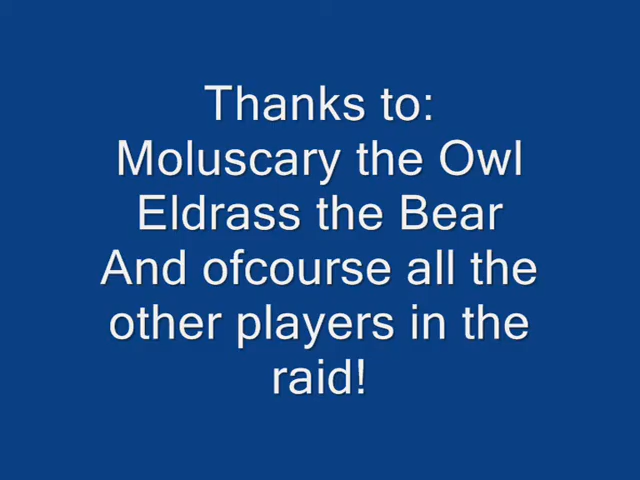 Thanks to:
Moluscary the Owl
Eldrass the Bear
And ofcourse all the
other players in the
raid!